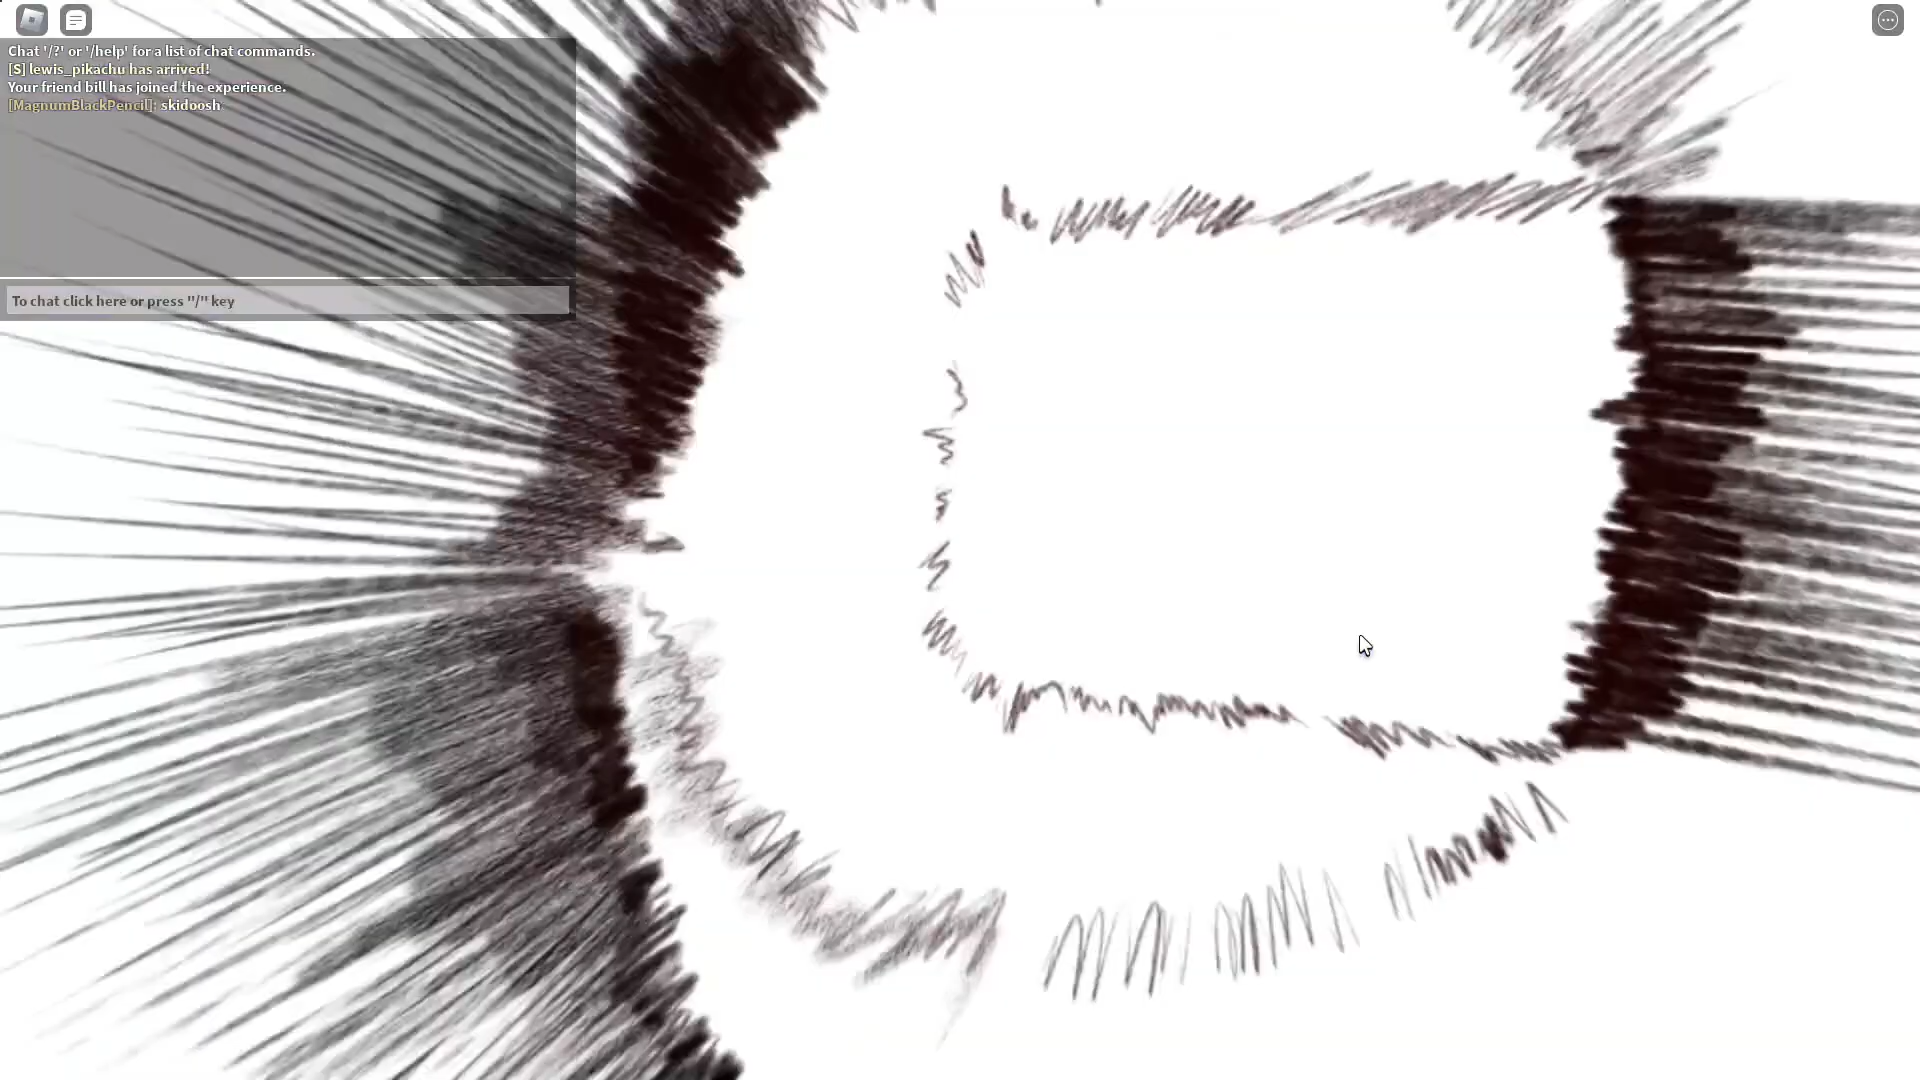 Chat '/?' or '/help' for a list of chat commands.
[S] lewis_pikachu has arrived!
Your friend bill has joined the experience.
[MagnumBlackPencil]: skidoosh
To chat click here or press "/" key